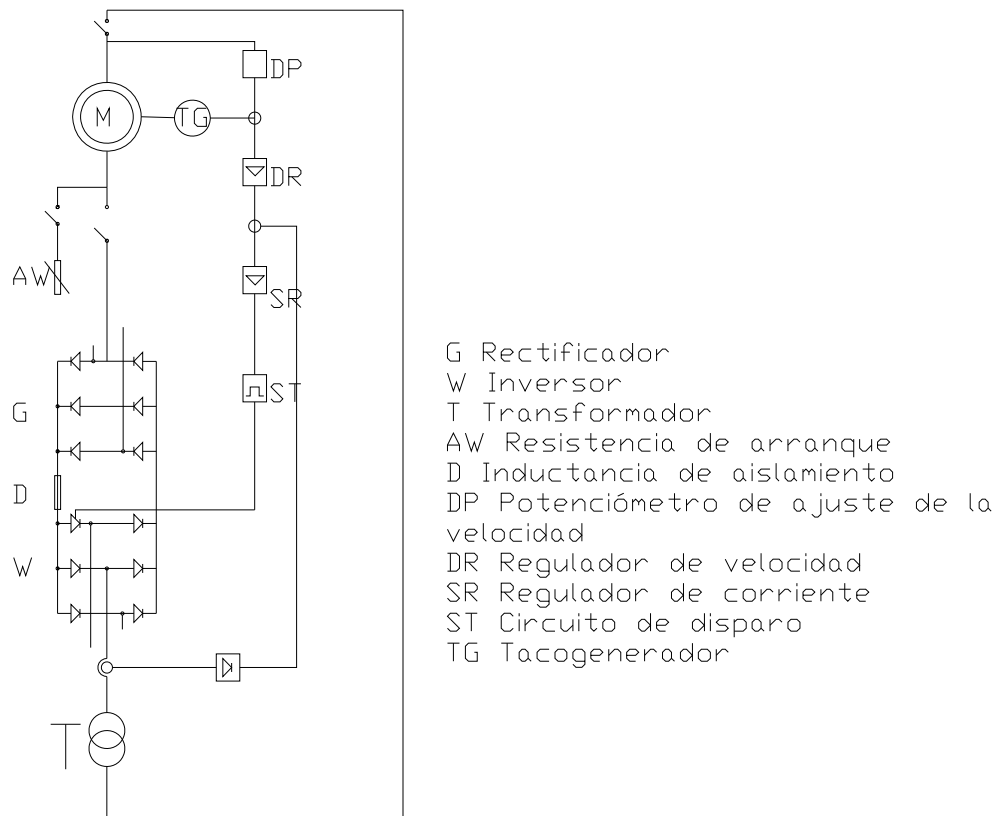 DP
M
TG
DR
AW
SR
ST
G
D
W
T
G Rectificador
W Inversor
T Transformador
AW Resistencia de arranque
D Inductancia de aislamiento
DP Potenciómetro de ajuste de la
velocidad
DR Regulador de velocidad
SR Regulador de corriente
ST Circuito de disparo
TG Tacogenerador